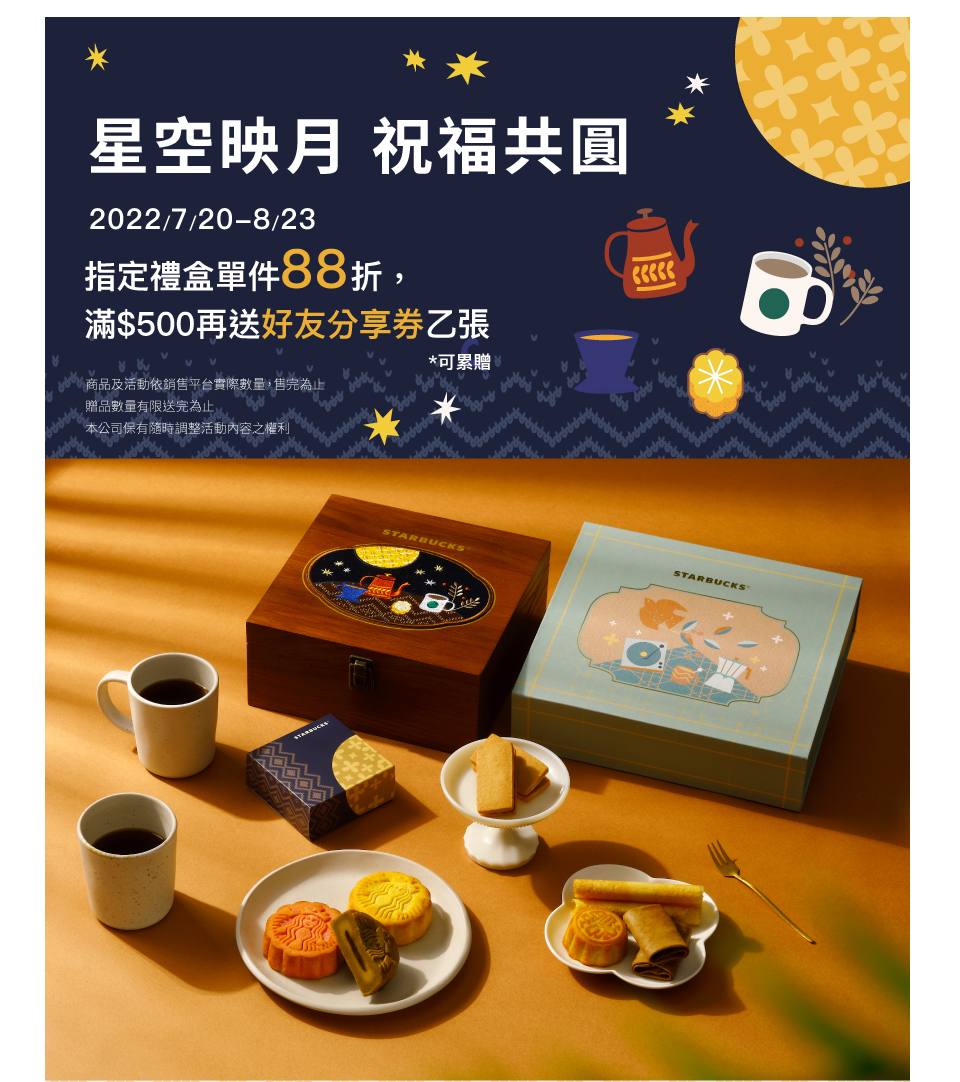 星空映月 祝福共圓
2022/7/20–8/23
指定禮盒單件88折，
滿$500再送好友分享券乙張
*可累贈
商品及活動依銷售平台實際數量，售完為止
贈品數量有限送完為止
本公司保有隨時調整活動內容之權利
STARBUCKS
STARBUCKS
STARBUCKS